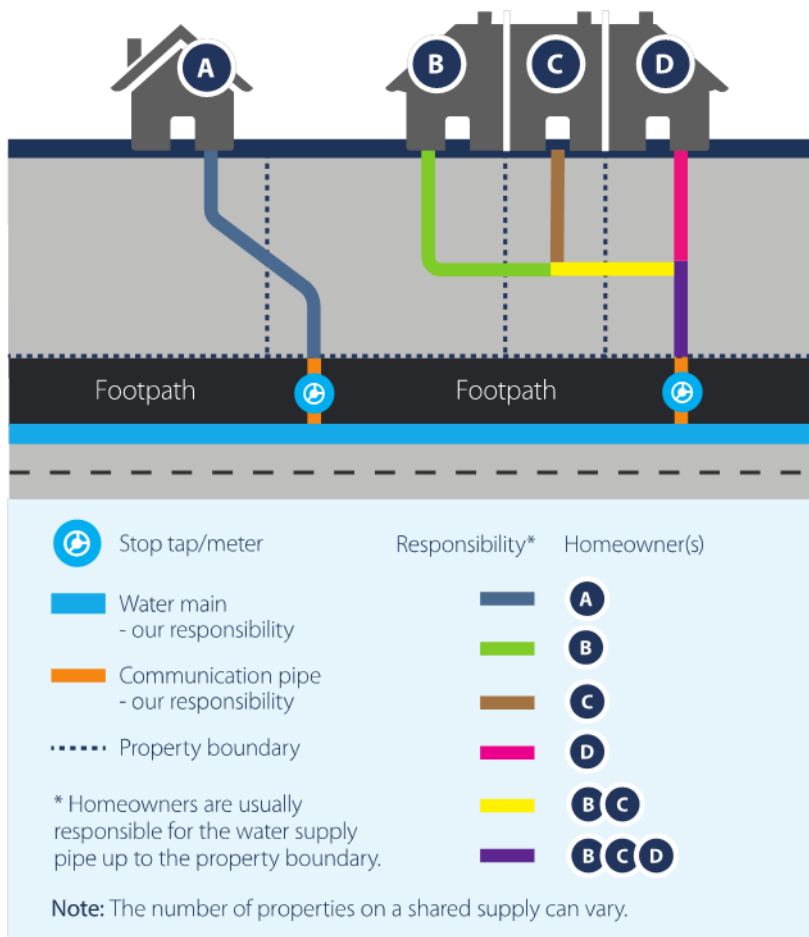 A
B
C
D
Footpath
Footpath
Stop tap/meter
Water main
- our responsibility
Communication pipe
- our responsibility
Property boundary
* Homeowners are usually
responsible for the water supply
pipe up to the property boundary.
Responsibility* Homeowner(s)
A
B
C
D
B C
B C D
Note: The number of properties on a shared supply can vary.